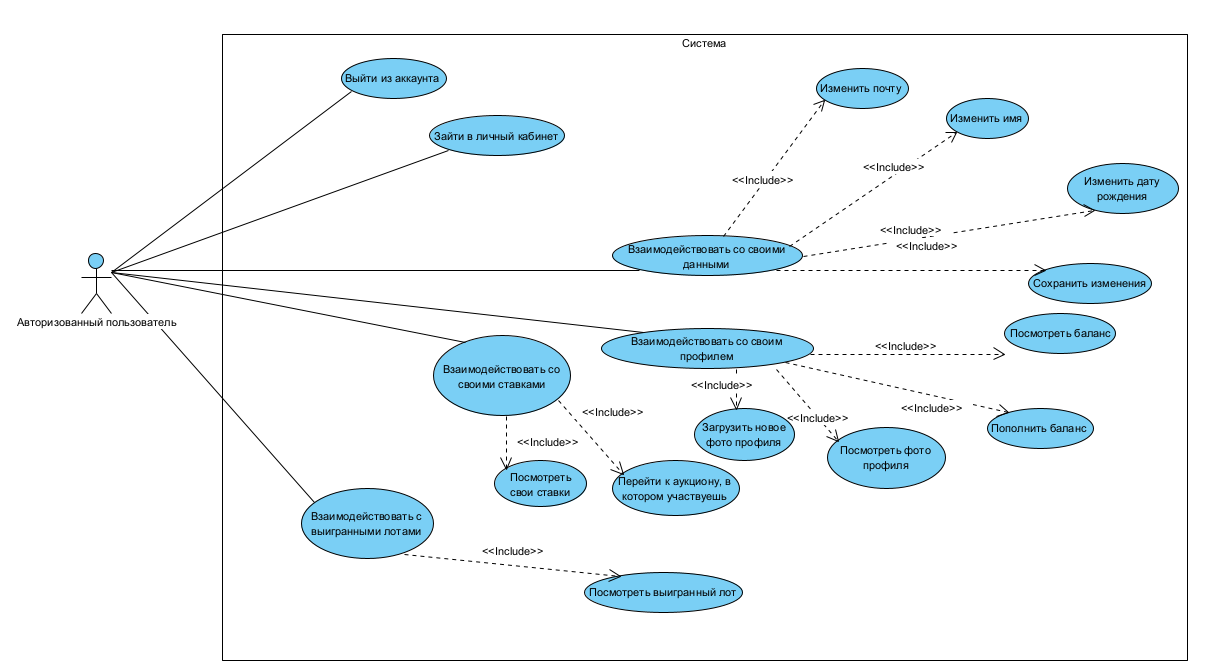 Система
Выйти из аккаунта
Изменить почту
Изменить имя
Зайти в личный кабинет
<<Include>>
<<Include>>
Изменить дату
рождения
<<Include>>
<<Include>>
Взаимодействовать со своими
данными
Сохранить изменения
Авторизованный пользователь
Посмотреть баланс
Взаимодействовать со своим
профилем
<<Include>>
Взаимодействовать со
своими ставками
<<Include>>
<<Include>>
<<Include>>
<<Include>>
Загрузить новое
фото профиля
Пополнить баланс
<<Include>>
Посмотреть фото
профиля
Посмотреть
свои ставки
Перейти к аукциону, в
котором участвуешь
Взаимодействовать с
выигранными лотами
<<Include>>
Посмотреть выигранный лот